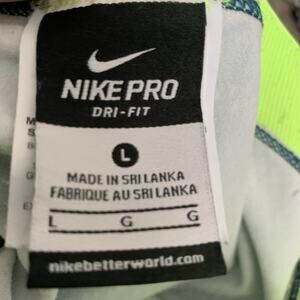 NIKE PRO
DRI-FIT
L
MADE IN SRI LANKA
FABRIQUE AU SRI LANKA
L G G
nikebetterworld.com